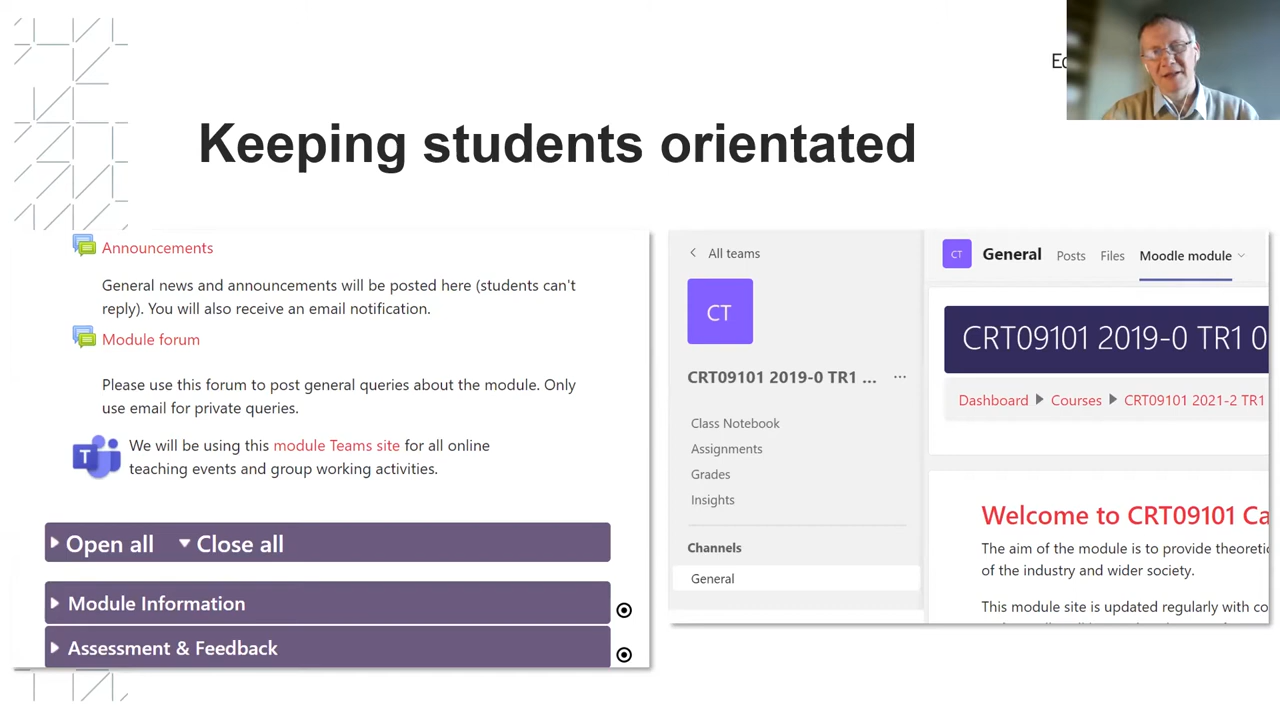 Keeping students orientated
Announcements
General news and announcements will be posted here (students can't
reply). You will also receive an email notification.
Module forum
Please use this forum to post general queries about the module. Only
use email for private queries.
T
We will be using this module Teams site for all online
teaching events and group working activities.
Open all Close all
Module Information
Assessment & Feedback
All teams
CT
CRT09101 2019-0 TR1 ...
Class Notebook
Assignments
Grades
Insights
Channels
General
CT General Posts Files Moodle module
CRT09101 2019-0 TR1 0
Dashboard Courses CRT09101 2021-2 TR1
Welcome to CRT09101 Ca
The aim of the module is to provide theoretic
of the industry and wider society.
This module site is updated regularly with co